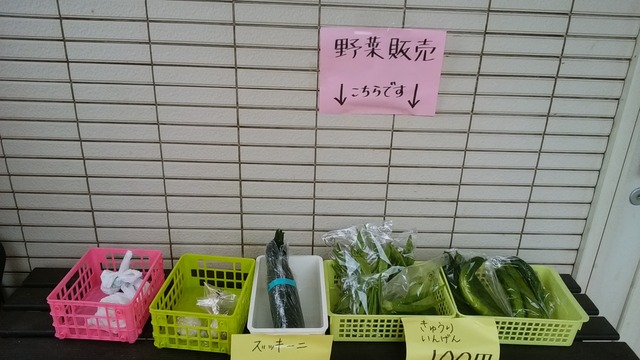 野菜販売
↓こちらです↓
ズッキーニ
きゅうり
いんげん
100円